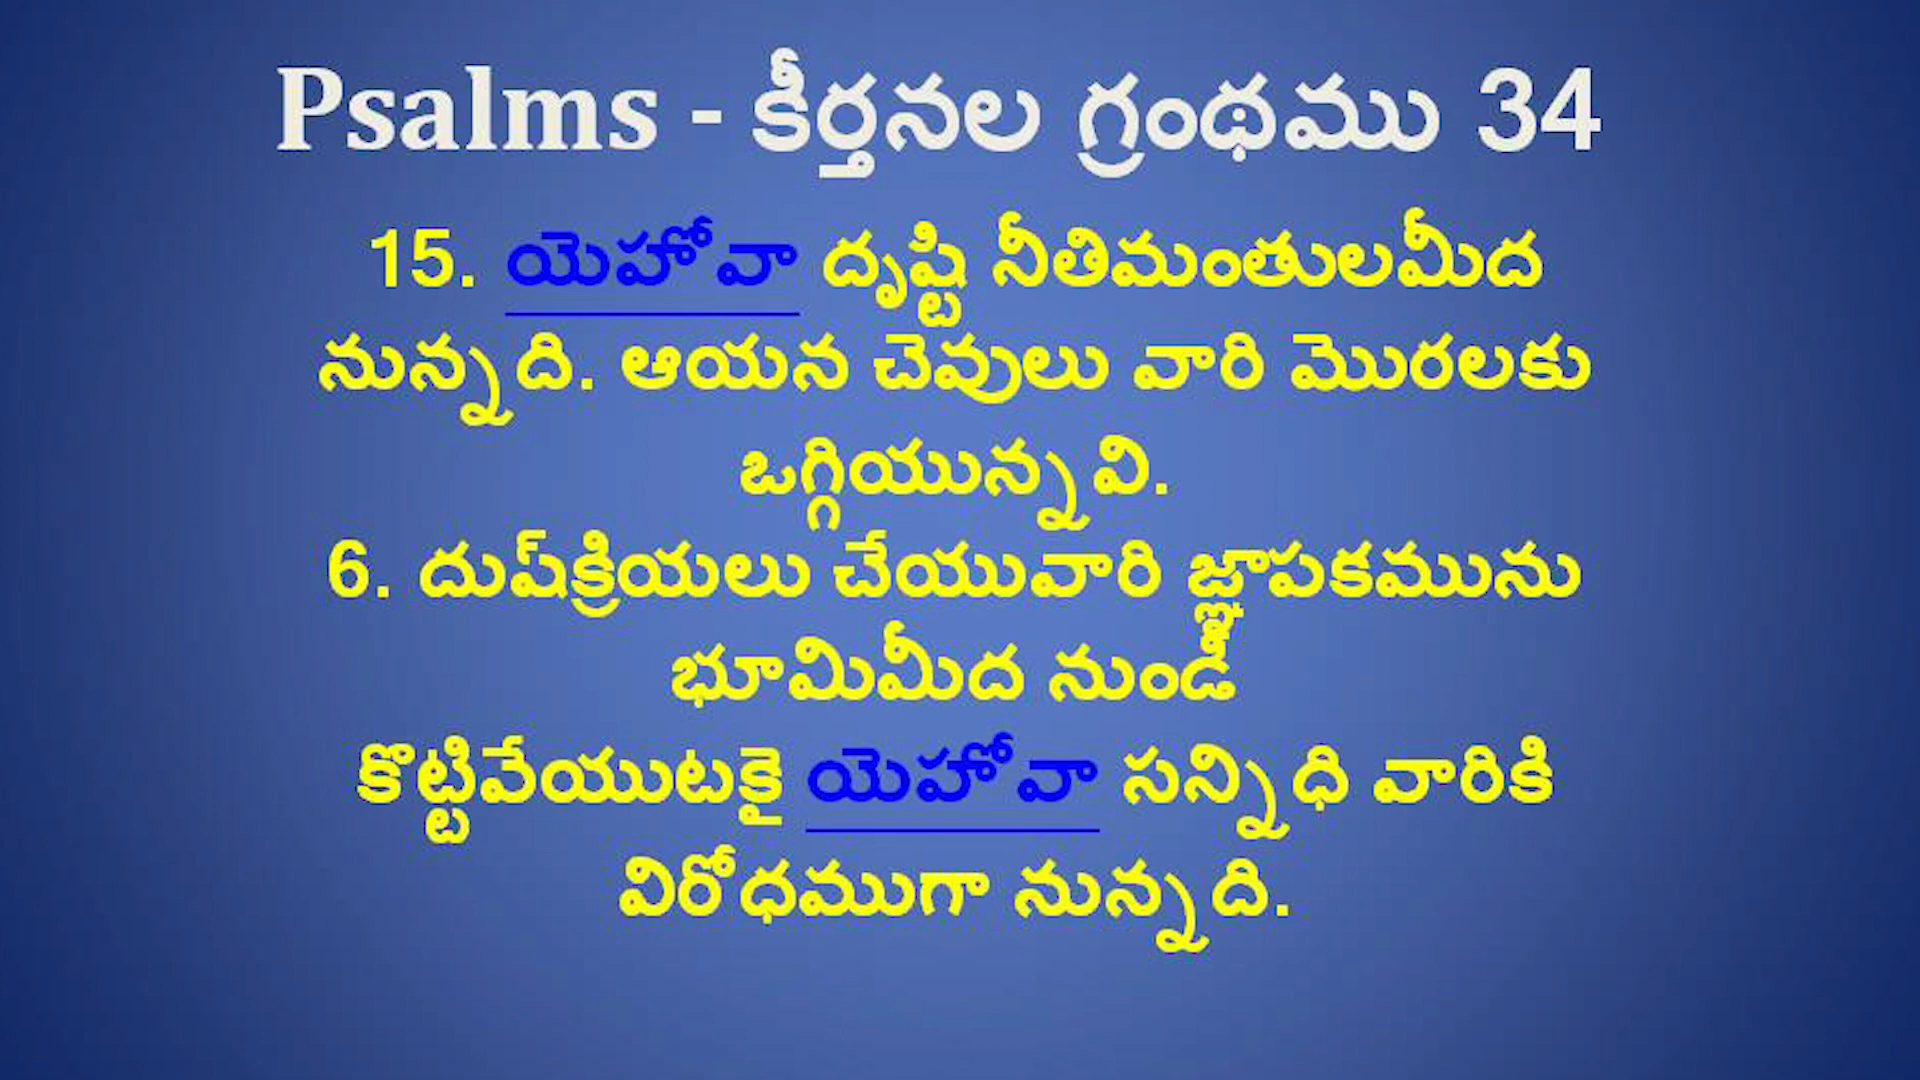 Psalms - కీర్తనల గ్రంథము 34
15. యెహోవా దృష్టి నీతిమంతులమీద
నున్నది. ఆయన చెవులు వారి మొరలకు
ఒగ్గియున్నవి.
6. దుష్‌క్రియలు చేయువారి జ్ఞాపకమును
భూమిమీద నుండి
కొట్టివేయుటకై యెహోవా సన్నిధి వారికి
విరోధముగా నున్నది.